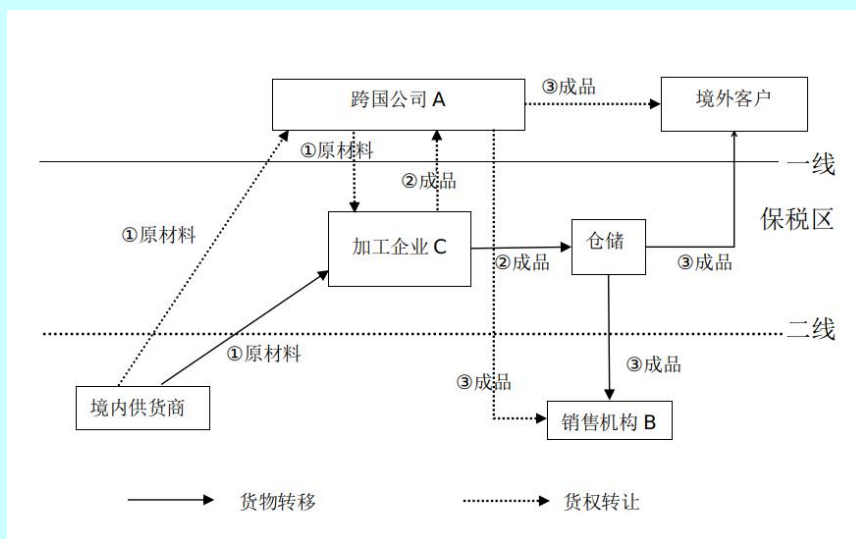 ③成品
跨国公司 A
境外客户
①原材料
一线
②成品
保税区
①原材料
加工企业 C
仓储
②成品
③成品
二线
①原材料
③成品
③成品
境内供货商
销售机构 B
货物转移
货权转让